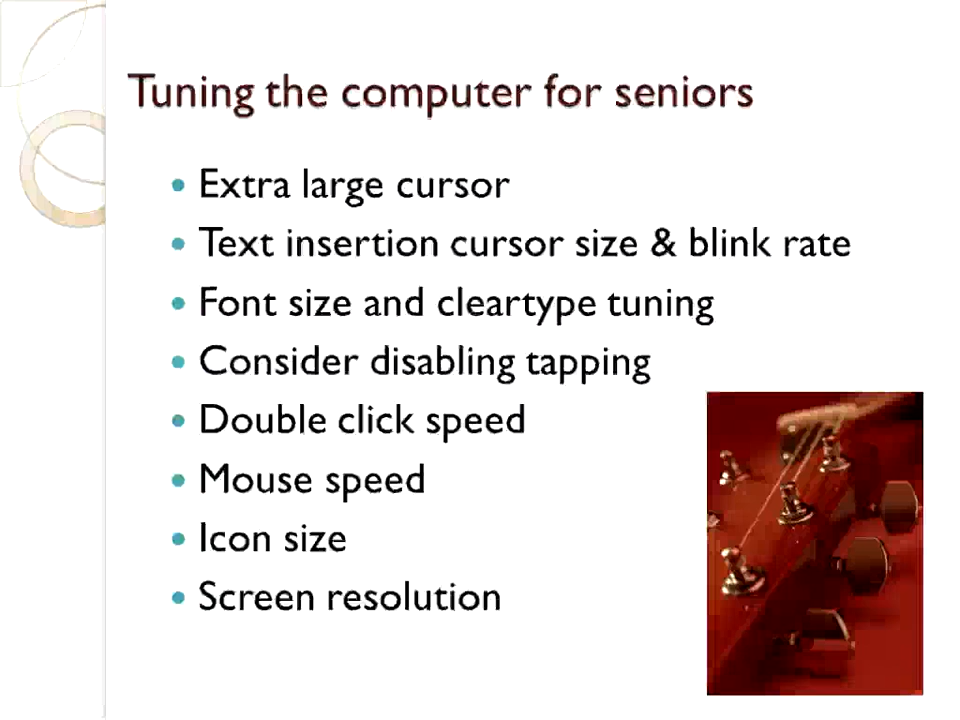 Tuning the computer for seniors
Extra large cursor
Text insertion cursor size & blink rate
Font size and cleartype tuning
Consider disabling tapping
Double click speed
Mouse speed
Icon size
Screen resolution